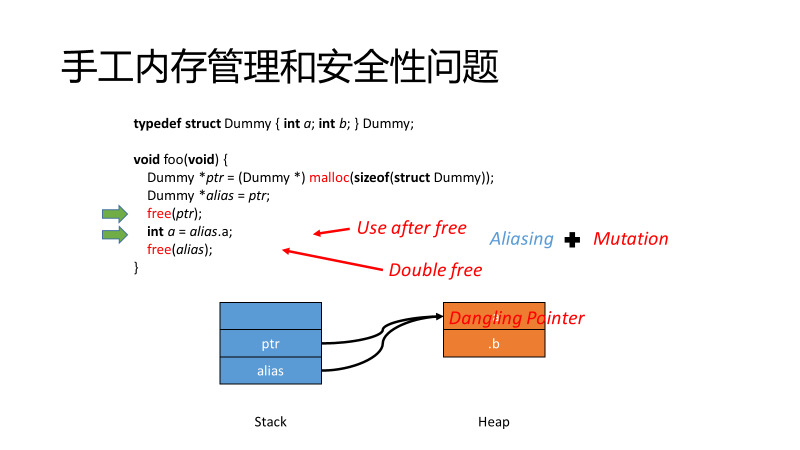 手工内存管理和安全性问题
typedef struct Dummy { int a; int b; } Dummy;
void foo(void) {
Dummy *ptr = (Dummy *) malloc(sizeof(struct Dummy));
Dummy *alias = ptr;
free(ptr);
int a = alias.a;
free(alias);
}
Use after free
Aliasing
Mutation
Double free
Dangling Pointer
ptr
.b
alias
Stack
Heap